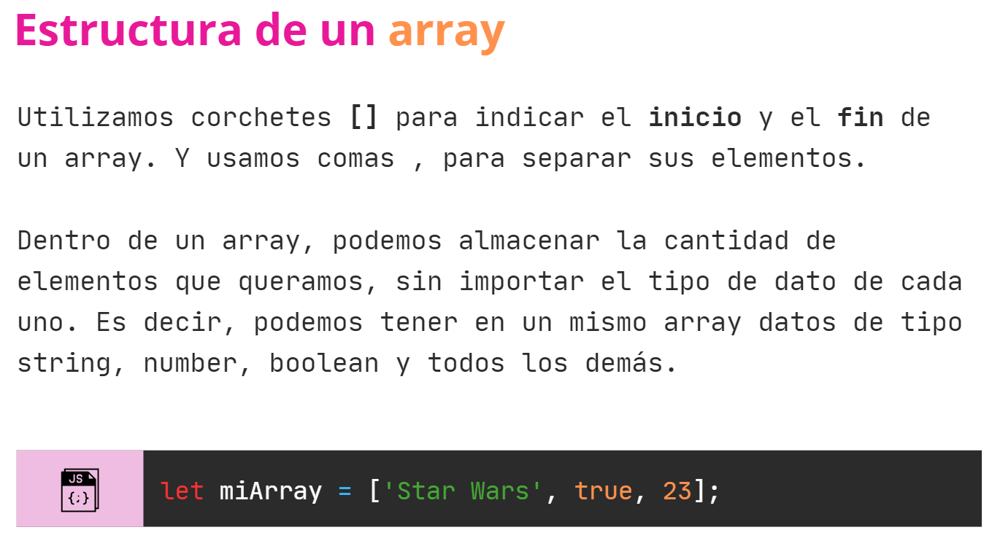 Estructura de un array
Utilizamos corchetes [] para indicar el inicio y el fin de
un array. Y usamos comas , para separar sus elementos.
Dentro de un array, podemos almacenar la cantidad de
elementos que queramos, sin importar el tipo de dato de cada
uno. Es decir, podemos tener en un mismo array datos de tipo
string, number, boolean y todos los demás.
JS
{;}
let miArray = ['Star Wars', true, 23];